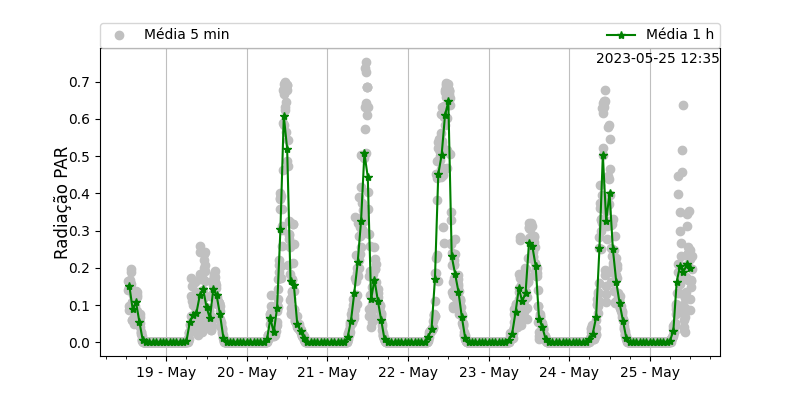 Média 5 min
Média 1 h
2023-05-25 12:35
Radiação PAR
0.7
0.6
0.5
0.4
0.3
0.2
0.1
0.0
19 - May
20 - May
21 - May
22 - May
23 - May
24 - May
25 - May